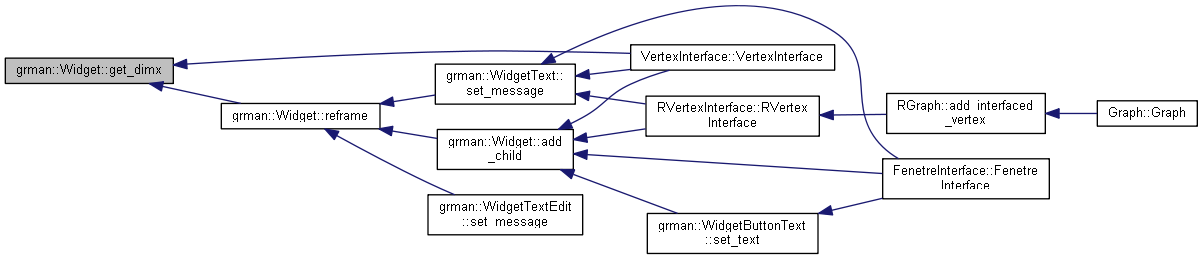 grman::Widget::get_dimx
grman::Widget::reframe
grman::WidgetText::
set_message
grman::Widget::add
_child
grman::WidgetTextEdit
::set_message
VertexInterface::VertexInterface
RVertexInterface::RVertex
Interface
grman::WidgetButtonText
::set_text
RGraph::add_interfaced
_vertex
FenetreInterface::Fenetre
Interface
Graph::Graph